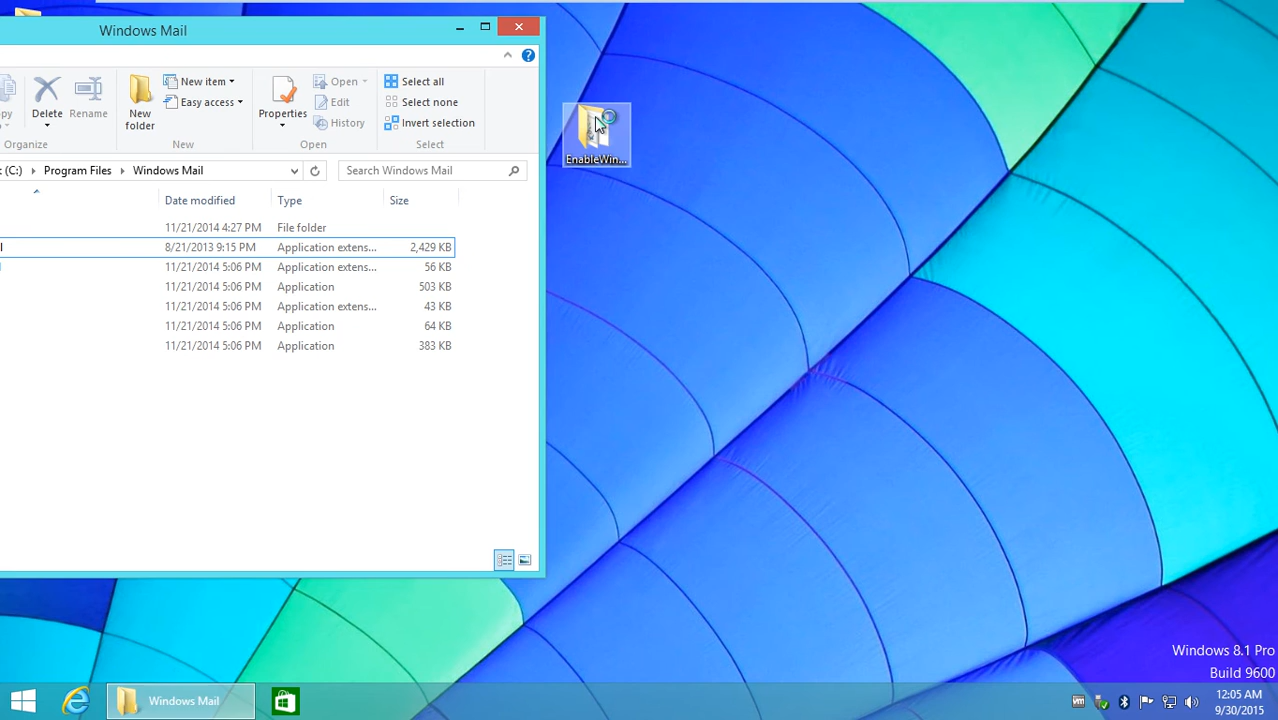 Windows Mail
New item
Open
Select all
py
Delete
Rename
New
folder
Easy access
Properties
Edit
History
Select none
Invert selection
Organize
New
Open
Select
(C:)
Program Files
Windows Mail
Search Windows Mail
Date modified
Type
Size
11/21/2014 4:27 PM
File folder
l
8/21/2013 9:15 PM
Application extens...
2,429 KB
l
11/21/2014 5:06 PM
Application extens...
56 KB
11/21/2014 5:06 PM
Application
503 KB
11/21/2014 5:06 PM
Application extens...
43 KB
11/21/2014 5:06 PM
Application
64 KB
11/21/2014 5:06 PM
Application
383 KB
EnableWin...
Windows 8.1 Pro
Build 9600
Windows Mail
12:05 AM
9/30/2015